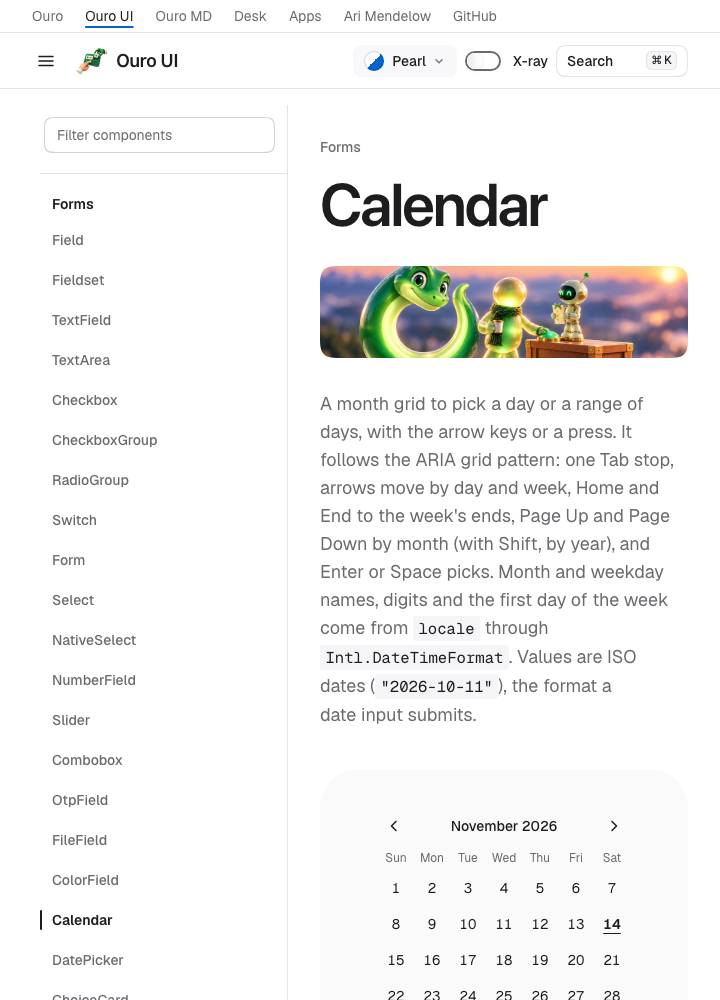 Ouro Ouro UI Ouro MD Desk Apps Ari Mendelow GitHub
Ouro UI Pearl X-ray Search ⌘ K
Filter components
Forms
Field
Fieldset
TextField
TextArea
Checkbox
CheckboxGroup
RadioGroup
Switch
Form
Select
NativeSelect
NumberField
Slider
Combobox
OtpField
FileField
ColorField
Calendar
DatePicker
ChoiceCard
Forms
Calendar
A month grid to pick a day or a range of
days, with the arrow keys or a press. It
follows the ARIA grid pattern: one Tab stop,
arrows move by day and week, Home and
End to the week's ends, Page Up and Page
Down by month (with Shift, by year), and
Enter or Space picks. Month and weekday
names, digits and the first day of the week
come from locale through
Intl.DateTimeFormat. Values are ISO
dates ("2026-10-11"), the format a
date input submits.
November 2026
Sun Mon Tue Wed Thu Fri Sat
1 2 3 4 5 6 7
8 9 10 11 12 13 14
15 16 17 18 19 20 21
22 23 24 25 26 27 28